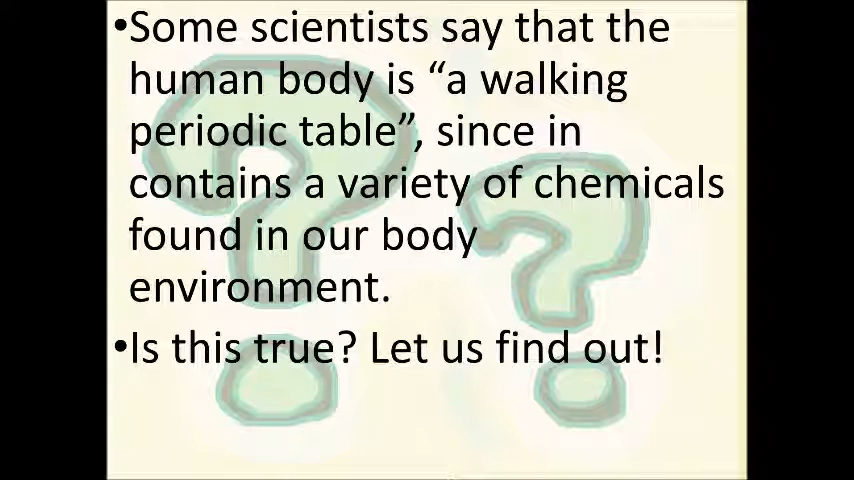 •Some scientists say that the
human body is “a walking
periodic table”, since in
contains a variety of chemicals
found in our body
environment.
•Is this true? Let us find out!